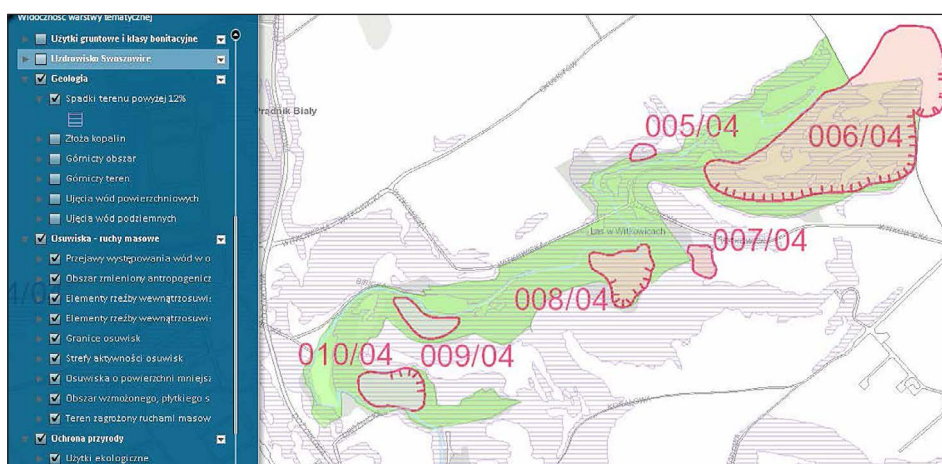 Widoczność warstwy tematycznej
Użytki gruntowe i klasy bonitacyjne
Uzdrowisko Swoszowice
Geologia
Spadki terenu powyżej 12%
Złoża kopalin
Górniczy obszar
Górniczy teren
Ujęcia wód powierzchniowych
Ujęcia wód podziemnych
Osuwiska - ruchy masowe
Przejawy występowania wód w o
Obszar zmieniony antropogenicz
Elementy rzeźby wewnątrzosuwi
Elementy rzeźby wewnątrzosuwi
Granice osuwisk
Strefy aktywności osuwisk
Osuwiska o powierzchni mniejsz
Obszar wzmożonego, płytkiego s
Teren zagrożony ruchami masow
Ochrona przyrody
Użytki ekologiczne
Prądnik Biały
005/04
006/04
Las w Witkowicach
007/04
008/04
009/04
010/04